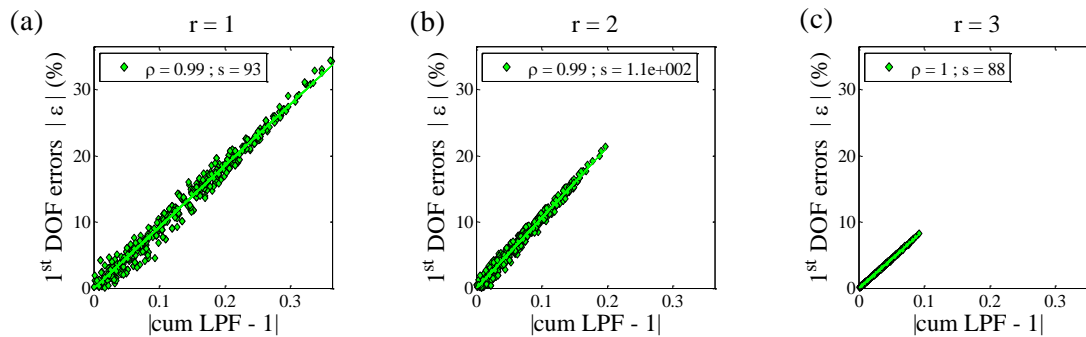 (a)
r = 1
ρ = 0.99 ; s = 93
1st DOF errors | ε | (%)
30
20
10
0
0 0.1 0.2 0.3
|cum LPF - 1|
(b)
r = 2
ρ = 0.99 ; s = 1.1e+002
1st DOF errors | ε | (%)
30
20
10
0
0 0.1 0.2 0.3
|cum LPF - 1|
(c)
r = 3
ρ = 1 ; s = 88
1st DOF errors | ε | (%)
30
20
10
0
0 0.1 0.2 0.3
|cum LPF - 1|